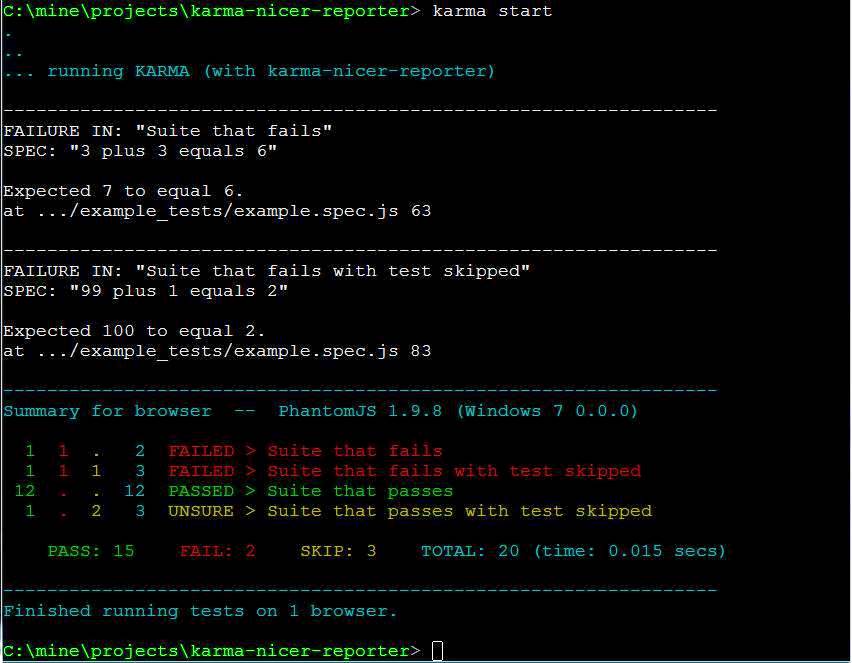 C:\mine\projects\karma-nicer-reporter> karma start
.
..
... running KARMA (with karma-nicer-reporter)
-----------------------------------------------------------------
FAILURE IN: "Suite that fails"
SPEC: "3 plus 3 equals 6"
Expected 7 to equal 6.
at .../example_tests/example.spec.js 63
-----------------------------------------------------------------
FAILURE IN: "Suite that fails with test skipped"
SPEC: "99 plus 1 equals 2"
Expected 100 to equal 2.
at .../example_tests/example.spec.js 83
-----------------------------------------------------------------
Summary for browser  --  PhantomJS 1.9.8 (Windows 7 0.0.0)
  1  1  .   2  FAILED > Suite that fails
  1  1  1   3  FAILED > Suite that fails with test skipped
 12  .  .  12  PASSED > Suite that passes
  1  .  2   3  UNSURE > Suite that passes with test skipped
    PASS: 15    FAIL: 2    SKIP: 3    TOTAL: 20 (time: 0.015 secs)
-----------------------------------------------------------------
Finished running tests on 1 browser.
C:\mine\projects\karma-nicer-reporter>